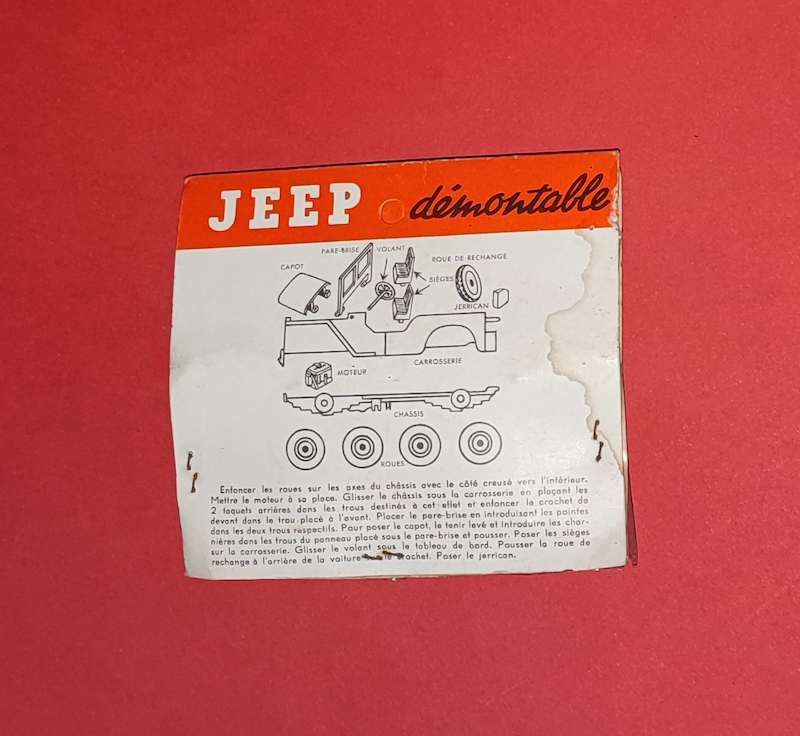 JEEP démontable
PARE-BRISE VOLANT
ROUE DE RECHANGE
CAPOT
SIÈGES
JERRICAN
CARROSSERIE
MOTEUR
CHASSIS
ROUES
Enfoncer les roues sur les axes du châssis avec le côté creusé vers l'intérieur.
Mettre le moteur à sa place. Glisser le châssis sous la carrosserie en plaçant les
2 taquets arrières dans les trous destinés à cet effet et enfoncer le crochet de
devant dans le trou placé à l'avant. Placer le pare-brise en introduisant les pointes
dans les deux trous respectifs. Pour poser le capot, le tenir levé et introduire les char-
nières dans les trous du panneau placé sous le pare-brise et pousser. Poser les sièges
sur la carrosserie. Glisser le volant sous le tableau de bord. Pousser la roue de
rechange à l'arrière de la voiture le crochet. Poser le jerrican.